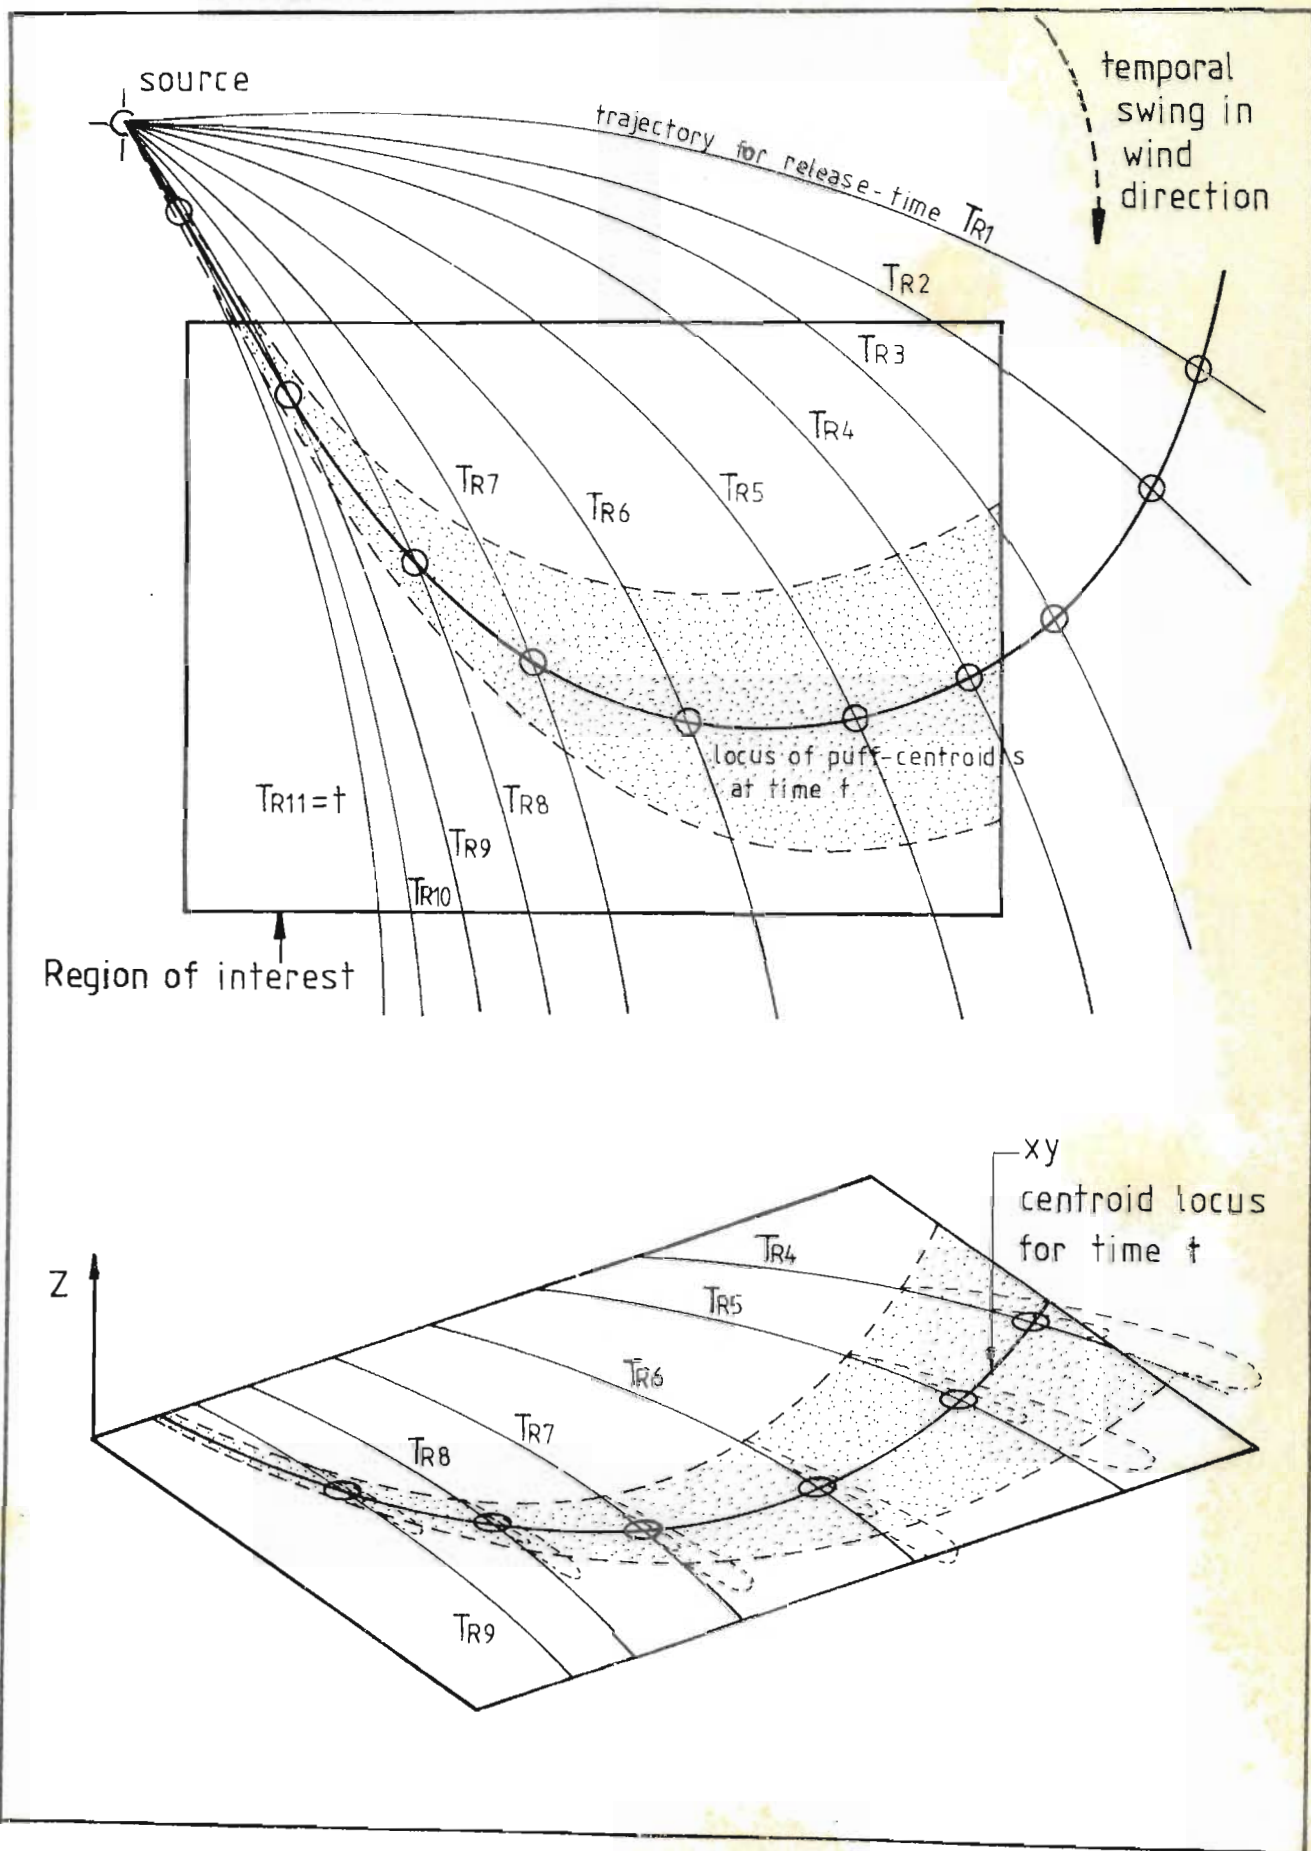 source
temporal
swing in
wind
direction
trajectory for release-time TR1
TR2
TR3
TR4
TR5
TR6
TR7
locus of puff-centroids
at time t
TR11=t
TR8
TR9
TR10
Region of interest
xy
centroid locus
for time t
Z
TR4
TR5
TR6
TR7
TR8
TR9